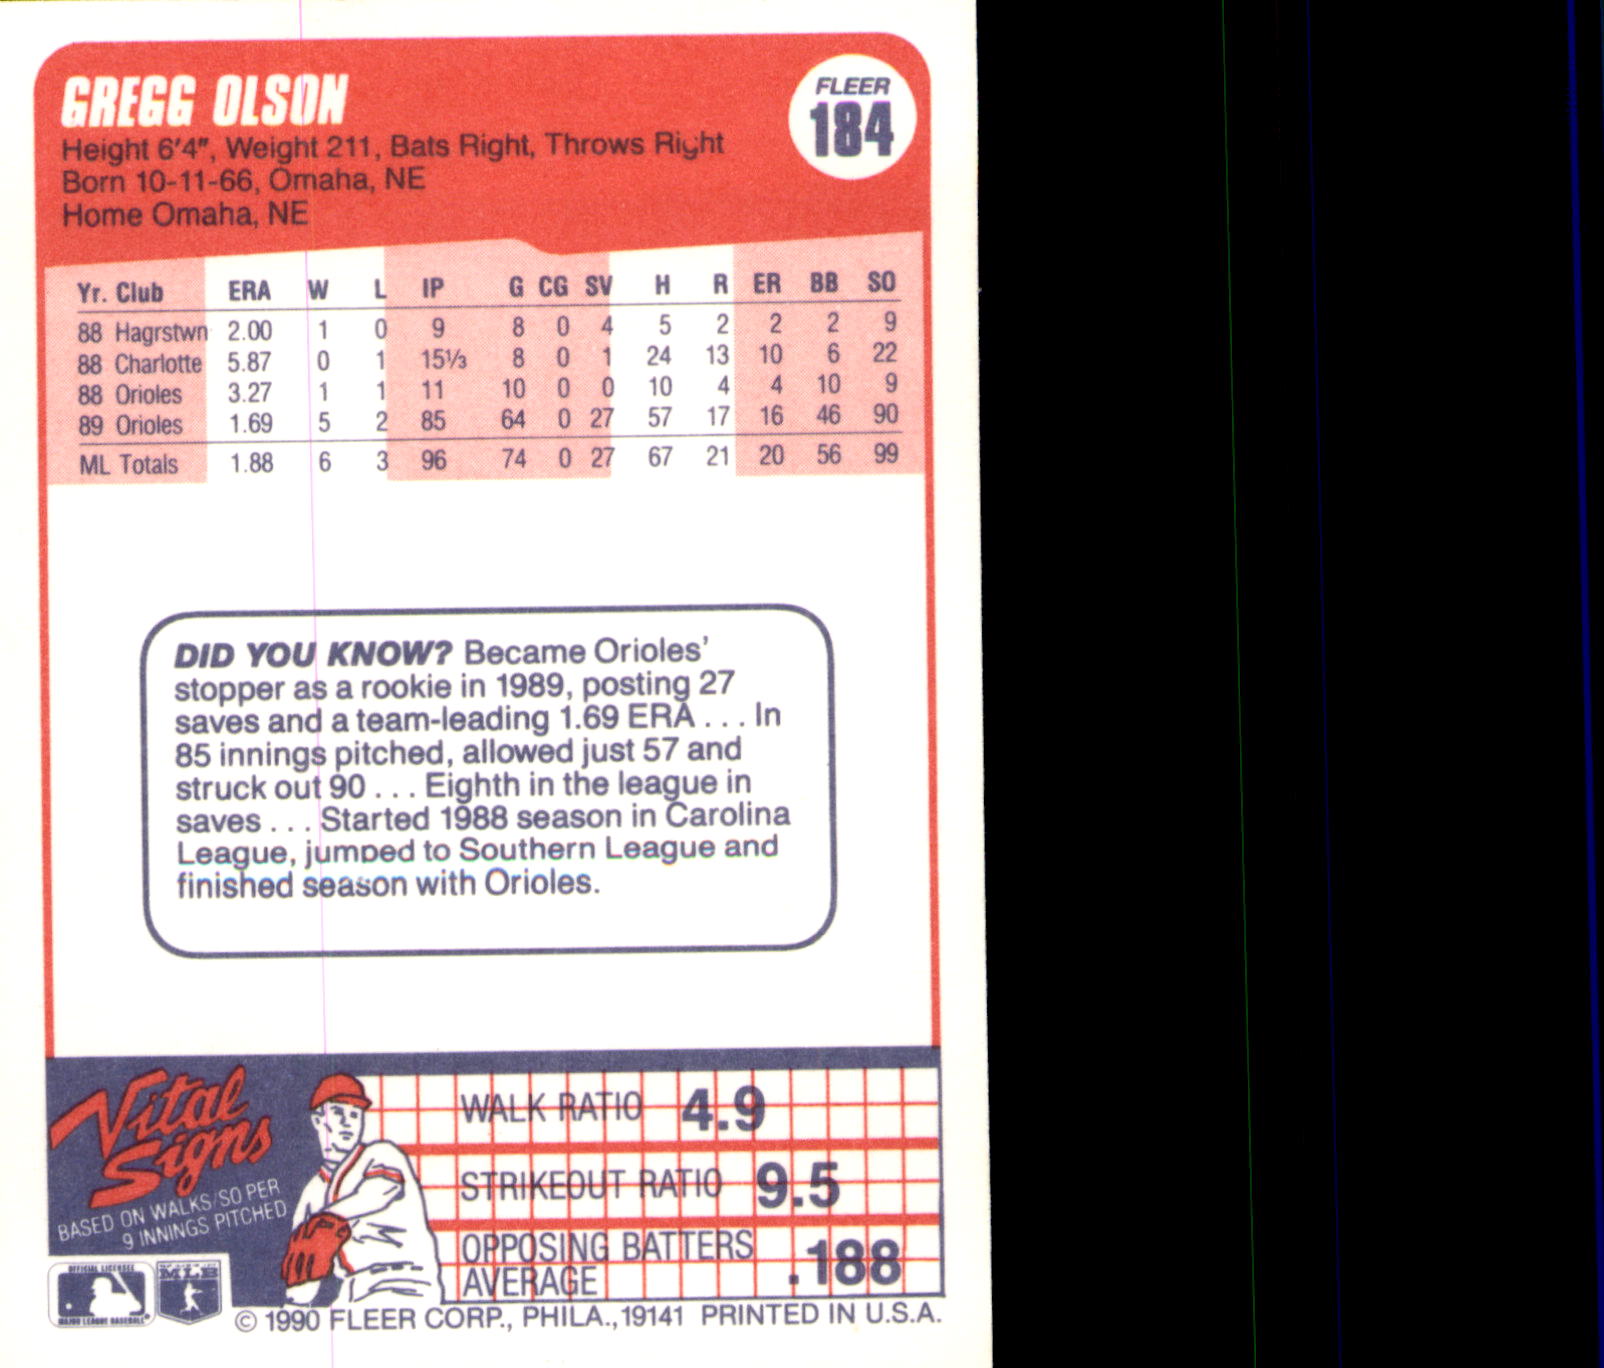 GREGG OLSON
FLEER
184
Height 6'4", Weight 211, Bats Right, Throws Right
Born 10-11-66, Omaha, NE
Home Omaha, NE
Yr. Club ERA W L IP G CG SV H R ER BB SO
88 Hagrstwn 2.00 1 0 9 8 0 4 5 2 2 2 9
88 Charlotte 5.87 0 1 15⅓ 8 0 1 24 13 10 6 22
88 Orioles 3.27 1 1 11 10 0 0 10 4 4 10 9
89 Orioles 1.69 5 2 85 64 0 27 57 17 16 46 90
ML Totals 1.88 6 3 96 74 0 27 67 21 20 56 99
DID YOU KNOW? Became Orioles'
stopper as a rookie in 1989, posting 27
saves and a team-leading 1.69 ERA . . . In
85 innings pitched, allowed just 57 and
struck out 90 . . . Eighth in the league in
saves . . . Started 1988 season in Carolina
League, jumped to Southern League and
finished season with Orioles.
Vital
Signs
BASED ON WALKS/SO PER
9 INNINGS PITCHED
WALK RATIO 4.9
STRIKEOUT RATIO 9.5
OPPOSING BATTERS
AVERAGE .188
OFFICIAL LICENSEE
MAJOR LEAGUE BASEBALL
MLB
© 1990 FLEER CORP., PHILA., 19141 PRINTED IN U.S.A.